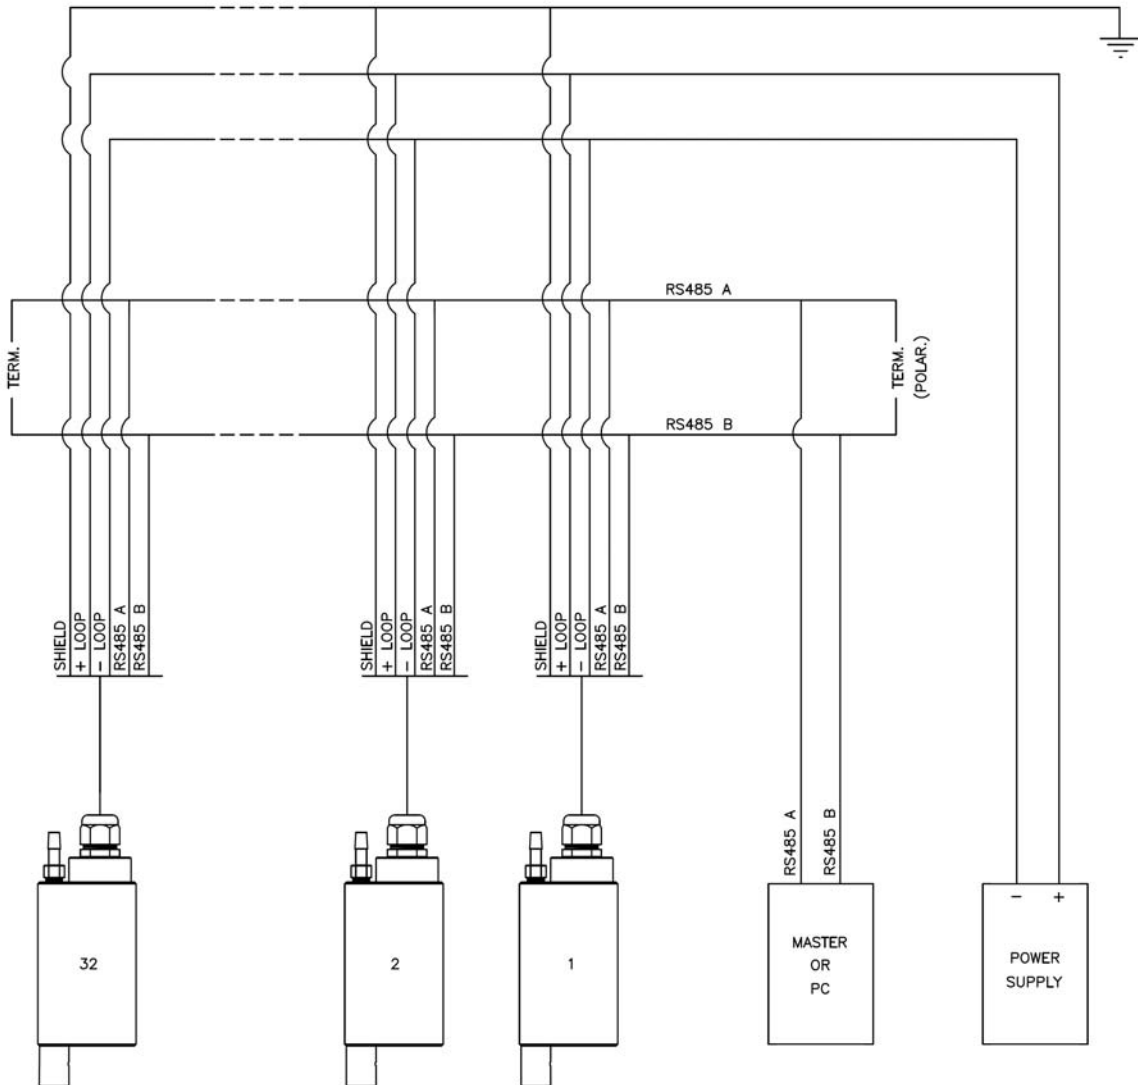 RS485 A
TERM.
TERM.
(POLAR.)
RS485 B
SHIELD
+ LOOP
- LOOP
RS485 A
RS485 B
SHIELD
+ LOOP
- LOOP
RS485 A
RS485 B
SHIELD
+ LOOP
- LOOP
RS485 A
RS485 B
RS485 A
RS485 B
32
2
1
MASTER
OR
PC
- +
POWER
SUPPLY